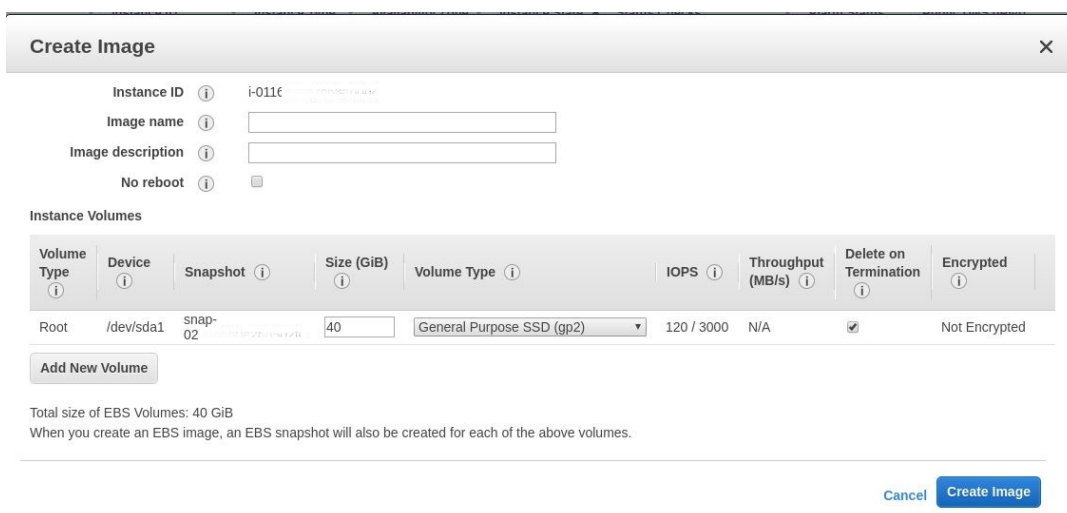 Create Image
Instance ID i-0116
Image name
Image description
No reboot
Instance Volumes
Volume Type Device Snapshot Size (GiB) Volume Type IOPS Throughput (MB/s) Delete on Termination Encrypted
Root /dev/sda1 snap-02 40 General Purpose SSD (gp2) 120 / 3000 N/A Not Encrypted
Add New Volume
Total size of EBS Volumes: 40 GiB
When you create an EBS image, an EBS snapshot will also be created for each of the above volumes.
Cancel Create Image